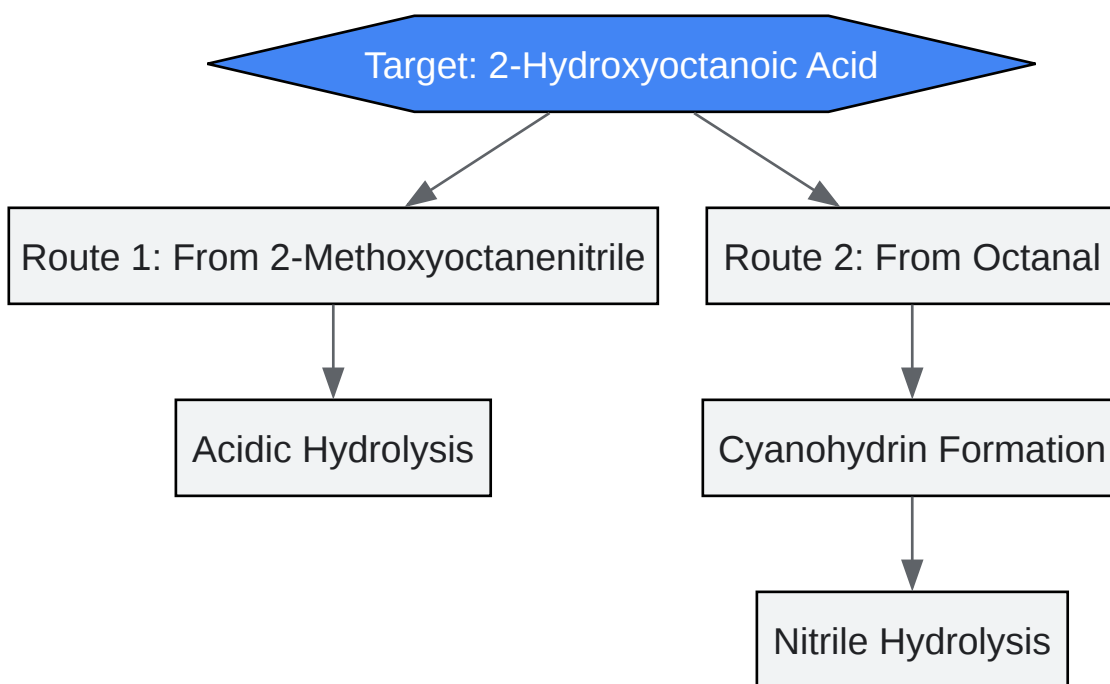 Target: 2-Hydroxyoctanoic Acid
Route 1: From 2-Methoxyoctanenitrile
Route 2: From Octanal
Acidic Hydrolysis
Cyanohydrin Formation
Nitrile Hydrolysis